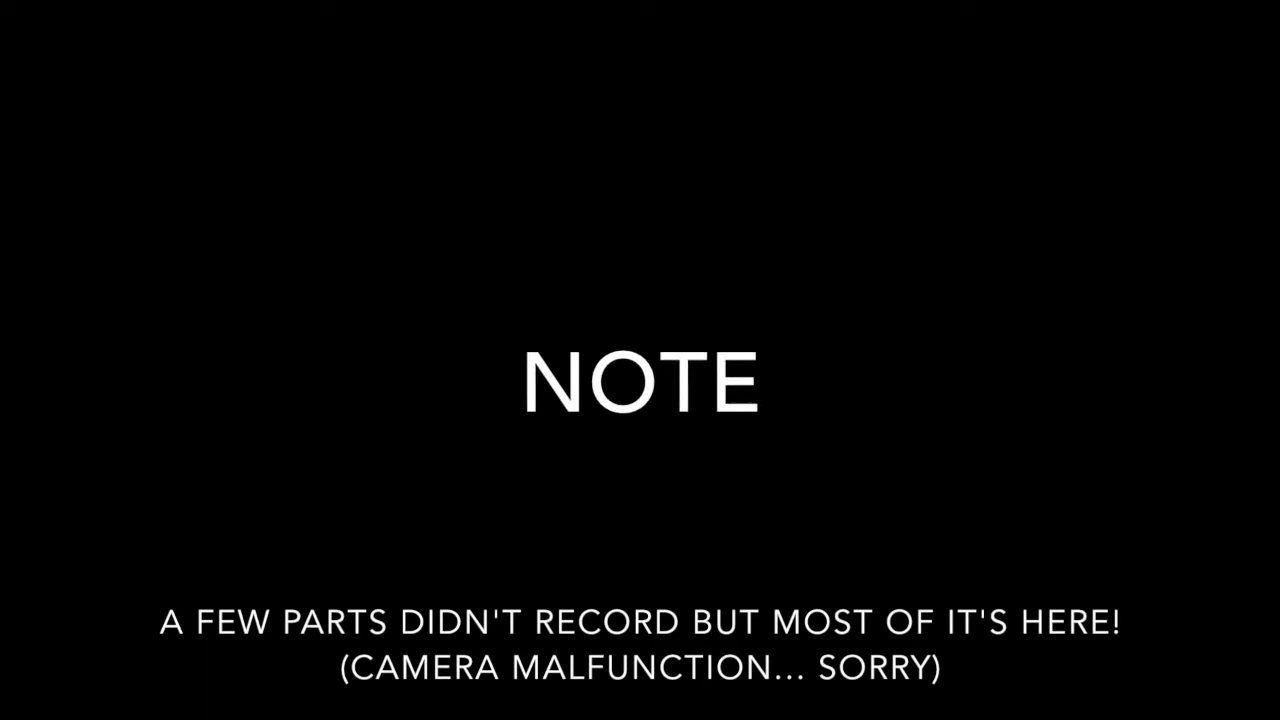 NOTE
A FEW PARTS DIDN'T RECORD BUT MOST OF IT'S HERE!
(CAMERA MALFUNCTION... SORRY)